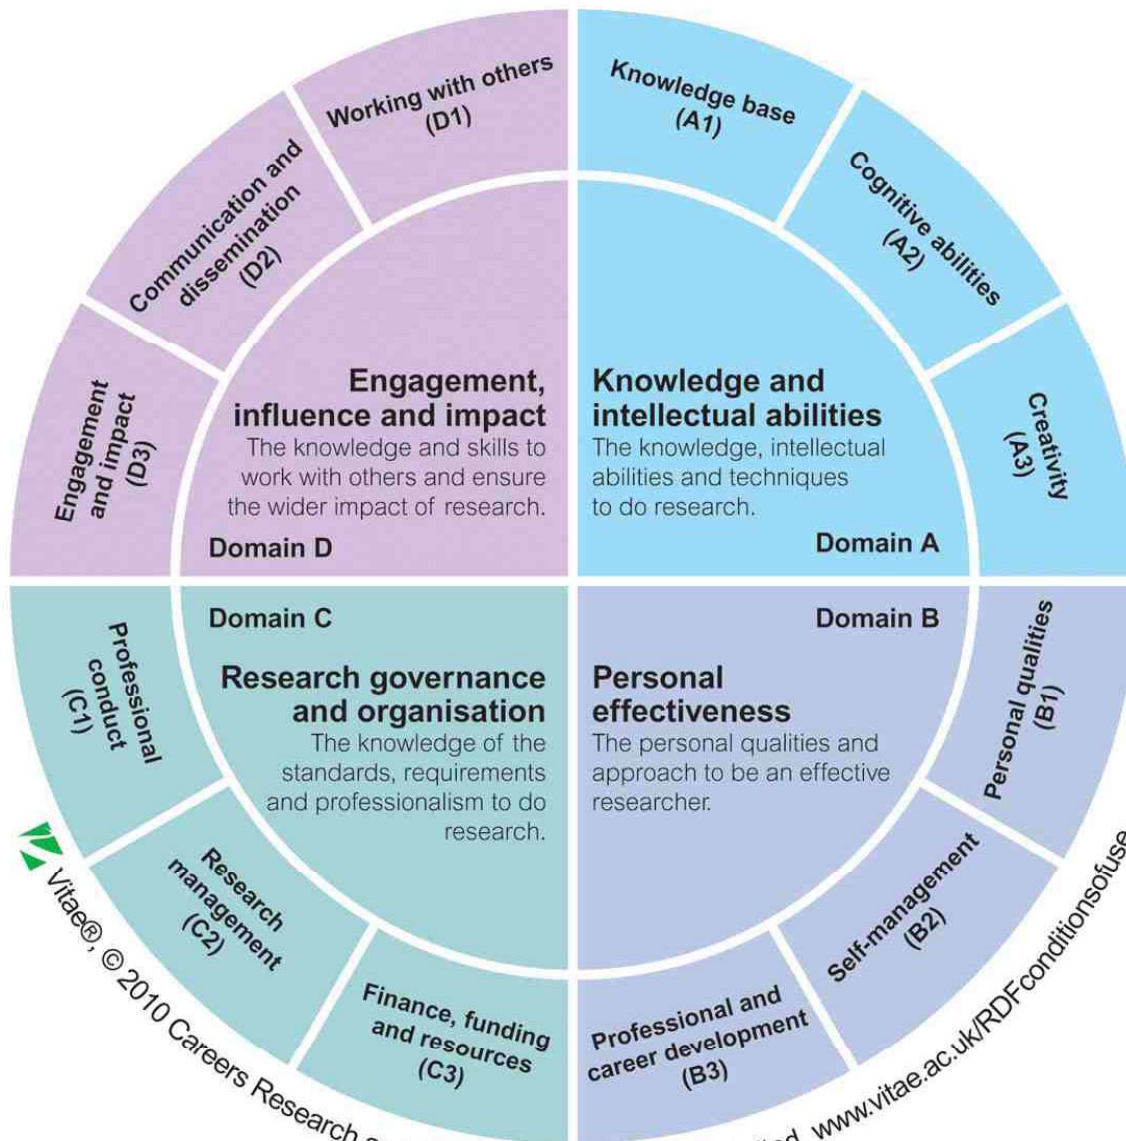 Working with others
(D1)
Communication and
dissemination
(D2)
Engagement
and impact
(D3)
Engagement,
influence and impact
The knowledge and skills to
work with others and ensure
the wider impact of research.
Domain D
Knowledge base
(A1)
Cognitive abilities
(A2)
Creativity
(A3)
Knowledge and
intellectual abilities
The knowledge, intellectual
abilities and techniques
to do research.
Domain A
Domain C
Research governance
and organisation
The knowledge of the
standards, requirements
and professionalism to do
research.
Professional
conduct
(C1)
Research
management
(C2)
Finance, funding
and resources
(C3)
Domain B
Personal
effectiveness
The personal qualities and
approach to be an effective
researcher.
Personal qualities
(B1)
Self-management
(B2)
Professional and
career development
(B3)
Vitae®, © 2010 Careers Research
www.vitae.ac.uk/RDFconditionsofuse